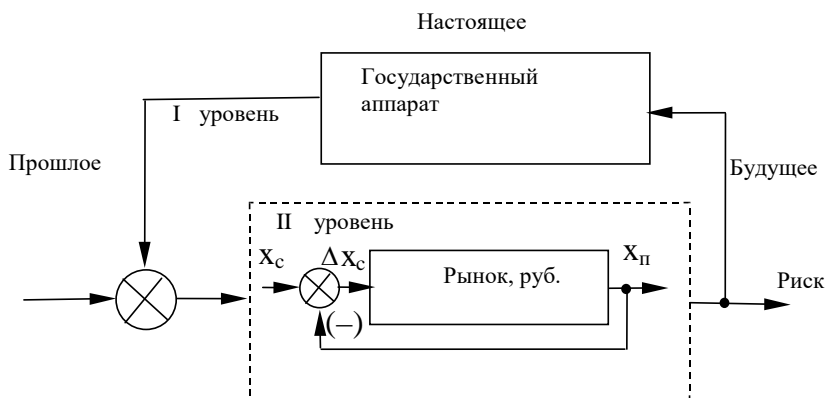 Настоящее
Государственный
аппарат
I уровень
Прошлое
Будущее
II уровень
Xс
ΔXс
Рынок, руб.
Xп
Риск
(–)